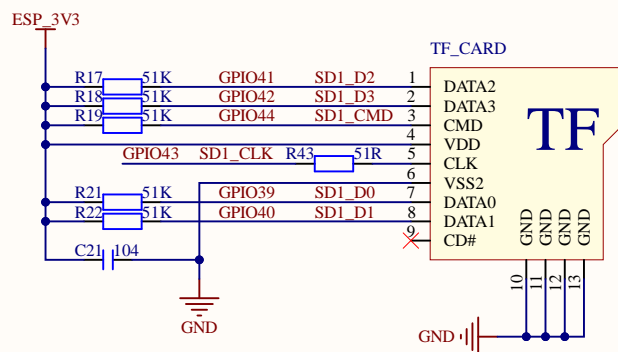 ESP_3V3
TF_CARD
R17 51K GPIO41 SD1_D2 1 DATA2
R18 51K GPIO42 SD1_D3 2 DATA3
R19 51K GPIO44 SD1_CMD 3 CMD
4 VDD
GPIO43 SD1_CLK R43 51R 5 CLK
6 VSS2
R21 51K GPIO39 SD1_D0 7 DATA0
R22 51K GPIO40 SD1_D1 8 DATA1
9 CD#
TF
C21 104
GND GND GND GND
10 11 12 13
GND
GND